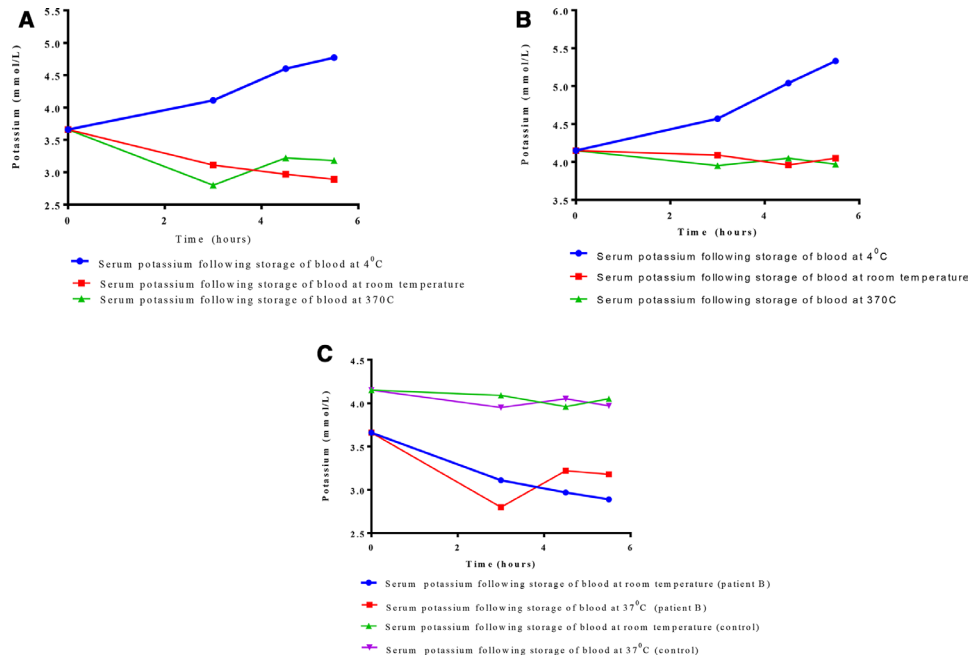 A
Potassium (mmol/L)
5.5
5.0
4.5
4.0
3.5
3.0
2.5
0 2 4 6
Time (hours)
Serum potassium following storage of blood at 4⁰C
Serum potassium following storage of blood at room temperature
Serum potassium following storage of blood at 370C
B
Potassium (mmol/L)
6.0
5.5
5.0
4.5
4.0
3.5
0 2 4 6
Time (hours)
Serum potassium following storage of blood at 4⁰C
Serum potassium following storage of blood at room temperature
Serum potassium following storage of blood at 370C
C
Potassium (mmol/L)
4.5
4.0
3.5
3.0
2.5
0 2 4 6
Time (hours)
Serum potassium following storage of blood at room temperature (patient B)
Serum potassium following storage of blood at 37⁰C (patient B)
Serum potassium following storage of blood at room temperature (control)
Serum potassium following storage of blood at 37⁰C (control)